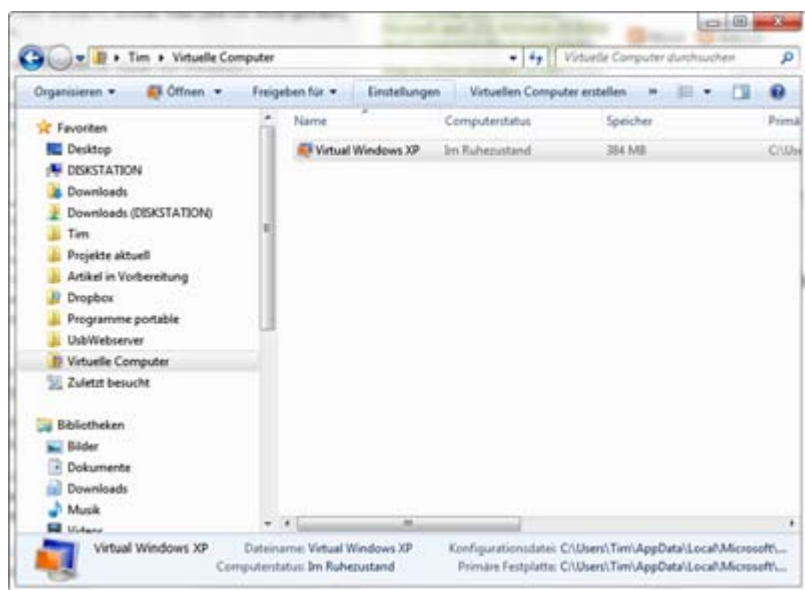 Tim ▸ Virtuelle Computer
Virtuelle Computer durchsuchen
Organisieren Öffnen Freigeben für Einstellungen Virtuellen Computer erstellen »
Name Computerstatus Speicher Primä
Virtual Windows XP Im Ruhezustand 384 MB C:\Use
Favoriten
Desktop
DISKSTATION
Downloads
Downloads (DISKSTATION)
Tim
Projekte aktuell
Artikel in Vorbereitung
Dropbox
Programme portable
UsbWebserver
Virtuelle Computer
Zuletzt besucht
Bibliotheken
Bilder
Dokumente
Downloads
Musik
Videos
Virtual Windows XP Dateiname: Virtual Windows XP Konfigurationsdatei: C:\Users\Tim\AppData\Local\Microsoft\...
Computerstatus: Im Ruhezustand Primäre Festplatte: C:\Users\Tim\AppData\Local\Microsoft\...